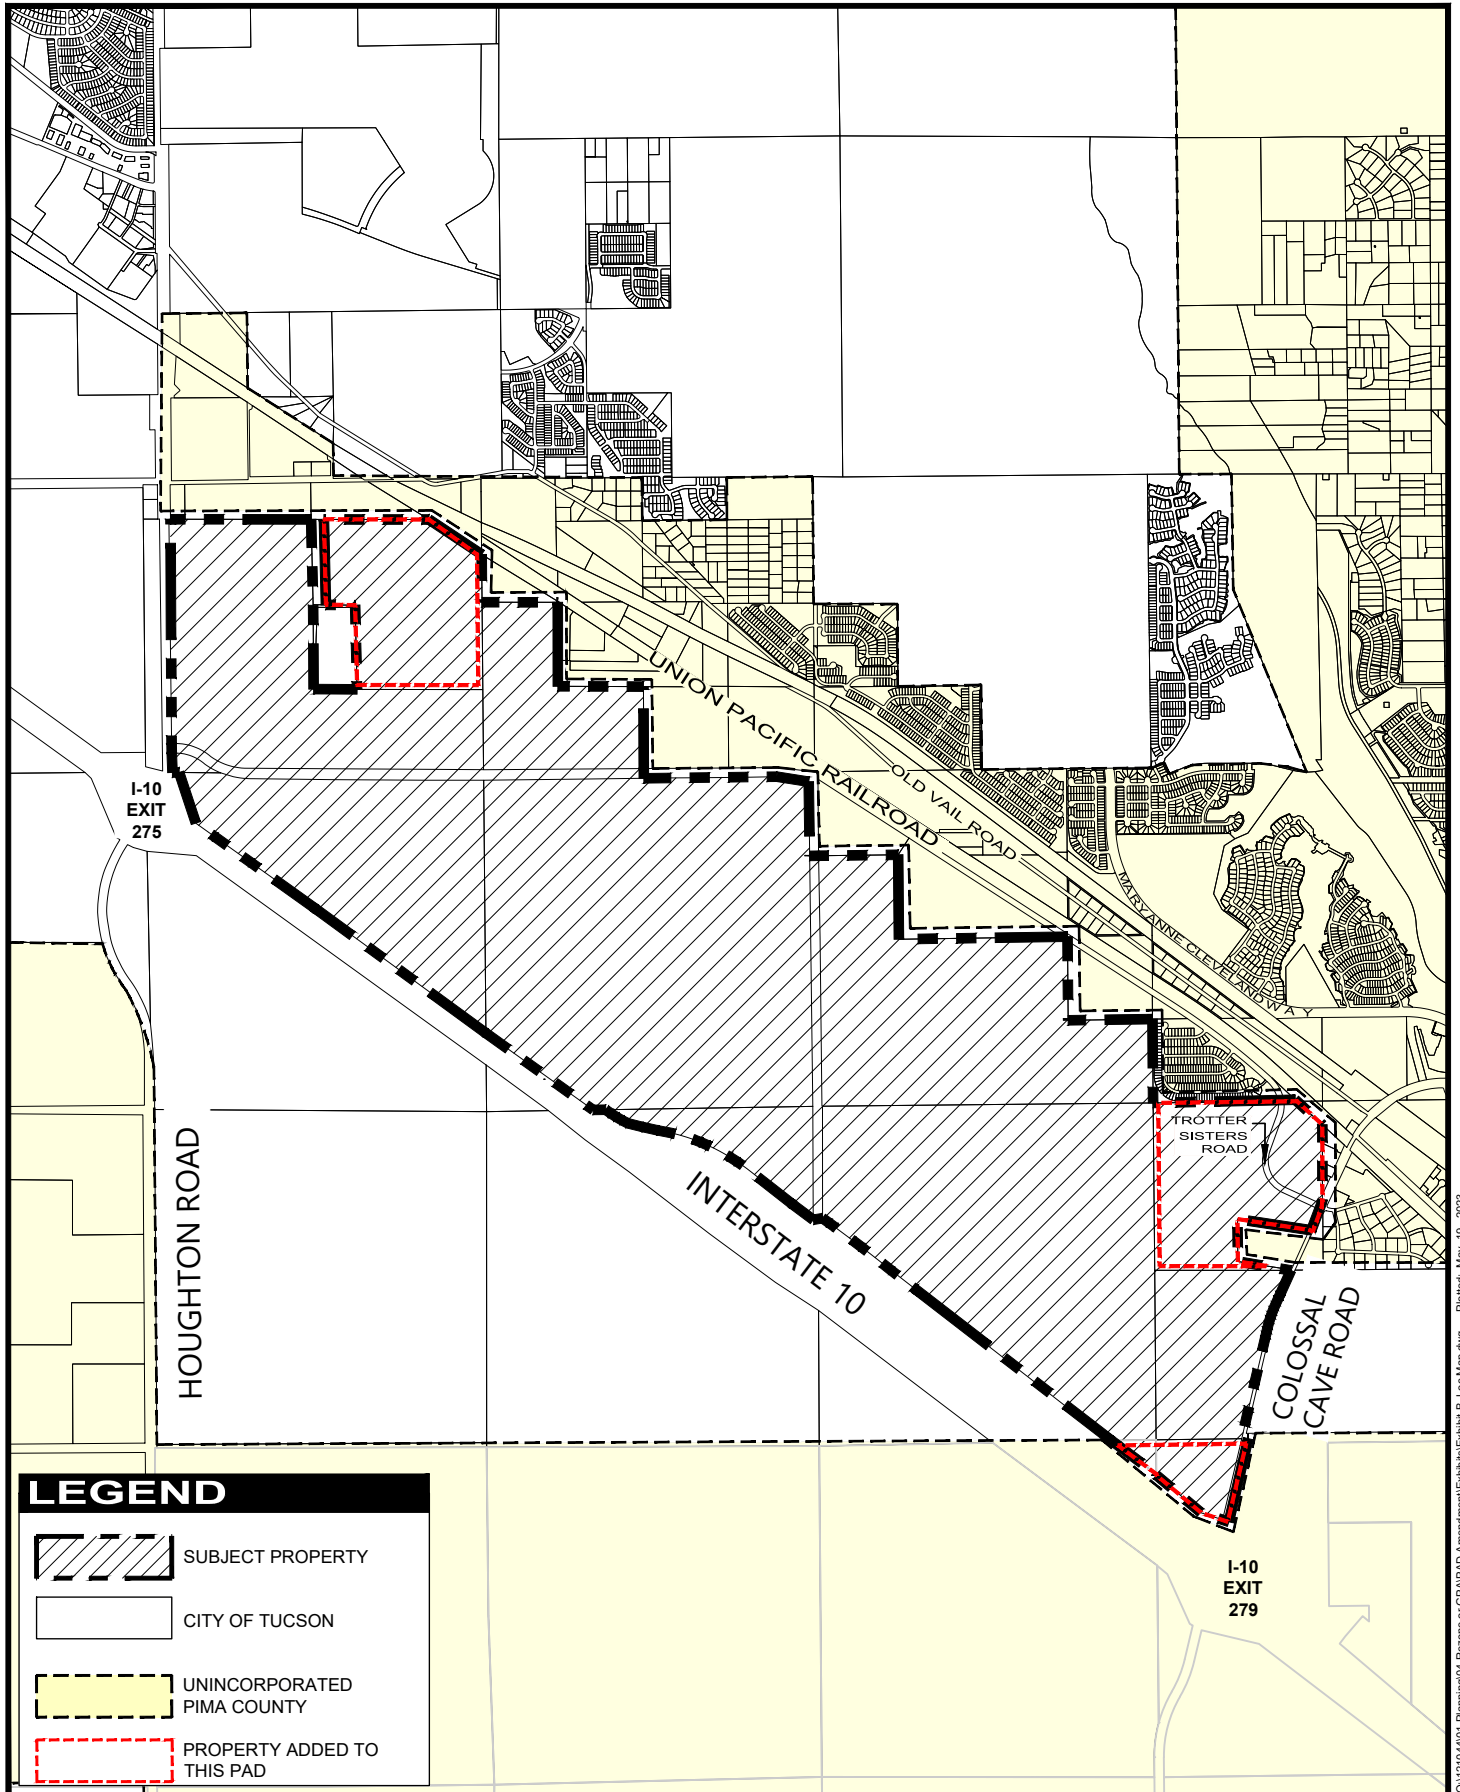 UNION PACIFIC RAILROAD
OLD VAIL ROAD
I-10
EXIT
275
MARY ANNE CLEVELAND WAY
TROTTER
SISTERS
ROAD
HOUGHTON ROAD
INTERSTATE 10
COLOSSAL
CAVE ROAD
I-10
EXIT
279
LEGEND
SUBJECT PROPERTY
CITY OF TUCSON
UNINCORPORATED
PIMA COUNTY
PROPERTY ADDED TO
THIS PAD